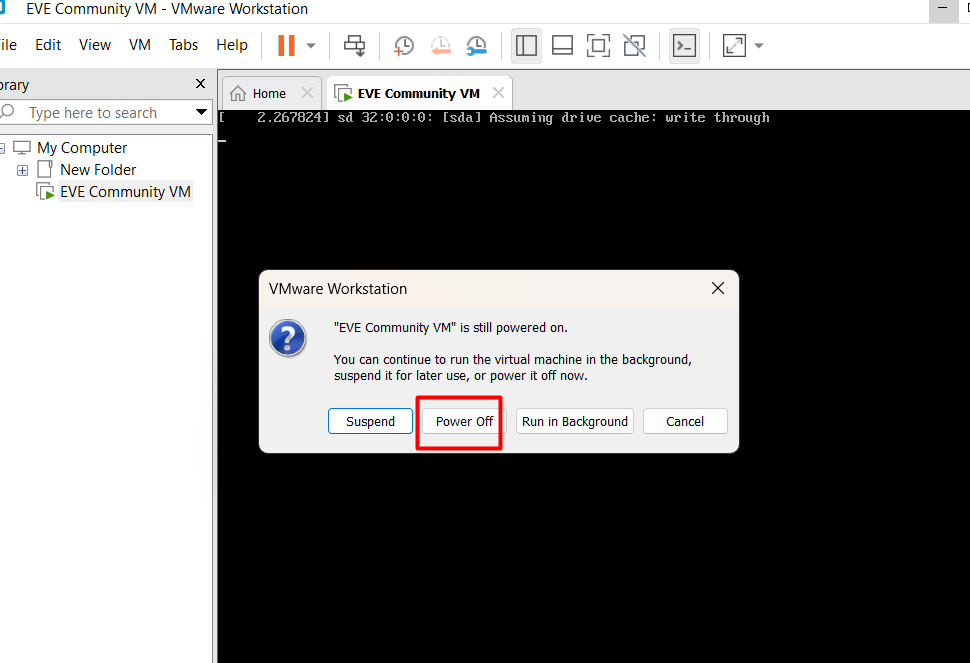 EVE Community VM - VMware Workstation
ile Edit View VM Tabs Help
brary
Home
EVE Community VM
Type here to search
[ 2.267824] sd 32:0:0:0: [sda] Assuming drive cache: write through
My Computer
New Folder
EVE Community VM
VMware Workstation
"EVE Community VM" is still powered on.
You can continue to run the virtual machine in the background,
suspend it for later use, or power it off now.
Suspend Power Off Run in Background Cancel